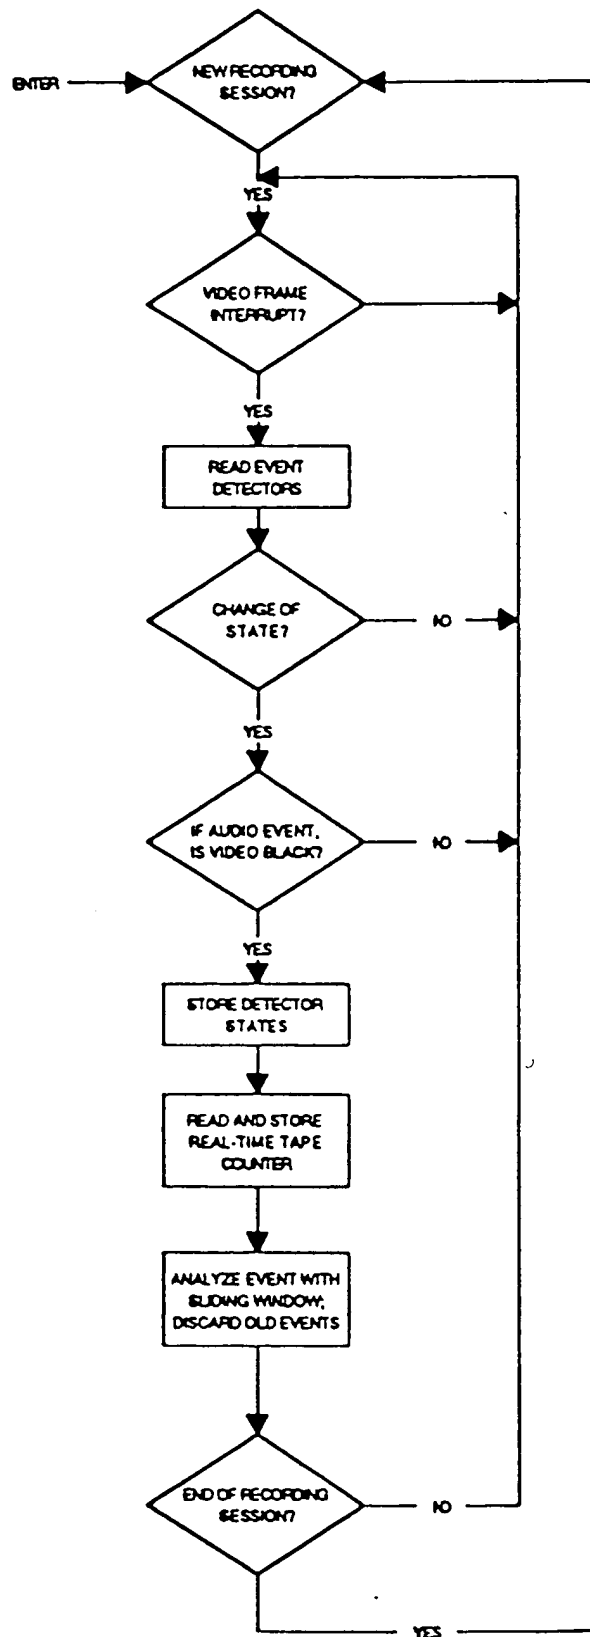 ENTER
NEW RECORDING
SESSION?
YES
VIDEO FRAME
INTERRUPT?
YES
READ EVENT
DETECTORS
CHANGE OF
STATE?
NO
YES
IF AUDIO EVENT,
IS VIDEO BLACK?
NO
YES
STORE DETECTOR
STATES
READ AND STORE
REAL-TIME TAPE
COUNTER
ANALYZE EVENT WITH
SLIDING WINDOW;
DISCARD OLD EVENTS
END OF RECORDING
SESSION?
NO
YES